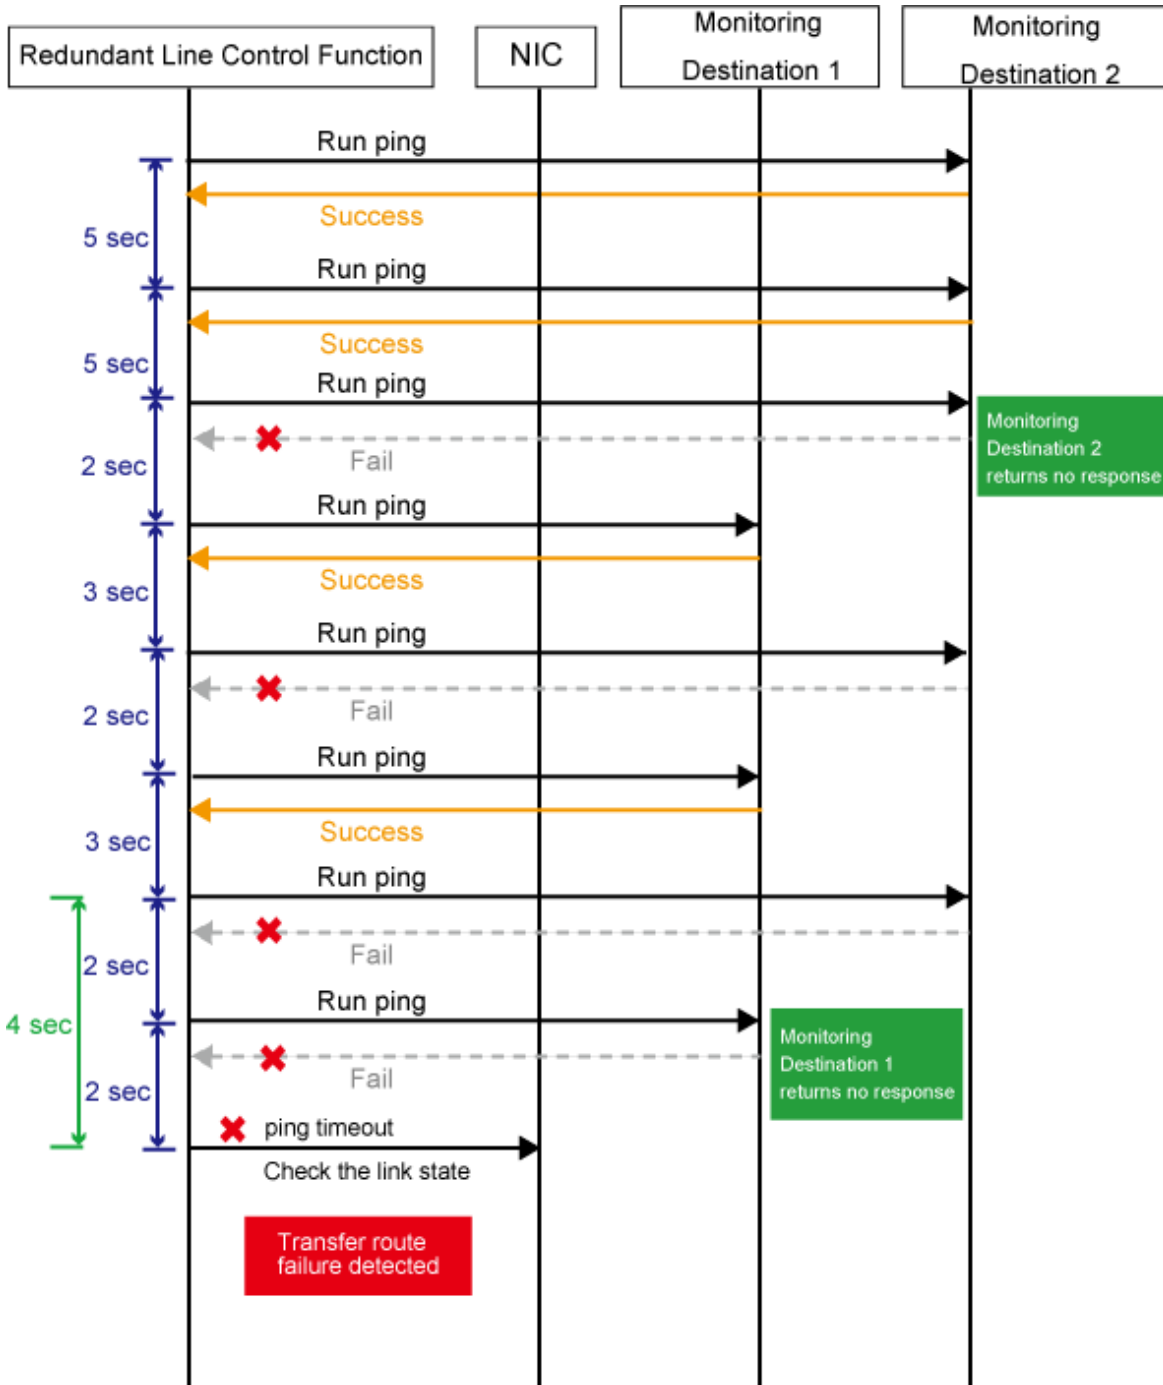 Redundant Line Control Function
NIC
Monitoring
Destination 1
Monitoring
Destination 2
Run ping
Success
5 sec
Run ping
Success
5 sec
Run ping
Monitoring
Destination 2
returns no response
Fail
2 sec
Run ping
Success
3 sec
Run ping
Fail
2 sec
Run ping
Success
3 sec
Run ping
Fail
2 sec
Run ping
4 sec
Monitoring
Destination 1
returns no response
Fail
2 sec
ping timeout
Check the link state
Transfer route
failure detected